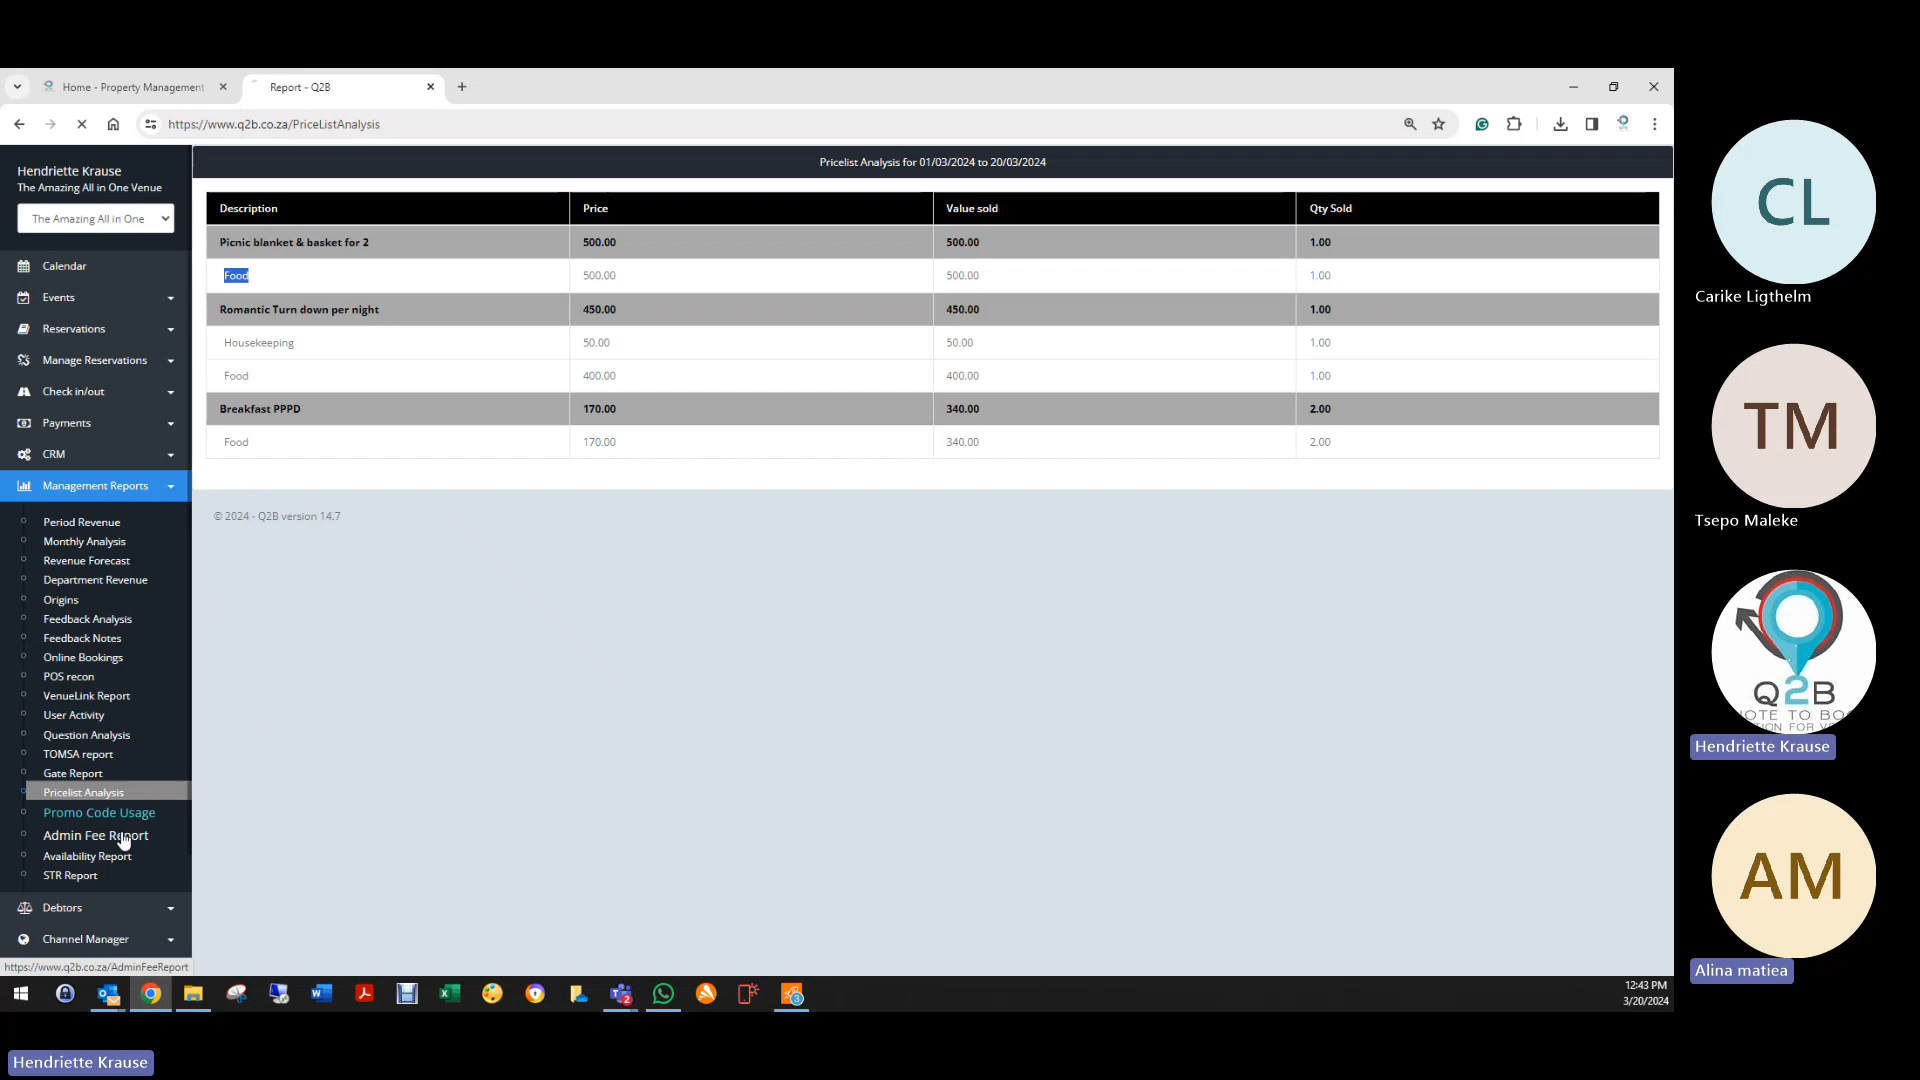 Home - Property Management
Report - Q2B
https://www.q2b.co.za/PriceListAnalysis
Hendriette Krause
The Amazing All in One Venue
The Amazing All in One
Calendar
Events
Reservations
Manage Reservations
Check in/out
Payments
CRM
Management Reports
Period Revenue
Monthly Analysis
Revenue Forecast
Department Revenue
Origins
Feedback Analysis
Feedback Notes
Online Bookings
POS recon
VenueLink Report
User Activity
Question Analysis
TOMSA report
Gate Report
Pricelist Analysis
Promo Code Usage
Admin Fee Report
Availability Report
STR Report
Debtors
Channel Manager
https://www.q2b.co.za/AdminFeeReport
Pricelist Analysis for 01/03/2024 to 20/03/2024
Description Price Value sold Qty Sold
Picnic blanket & basket for 2 500.00 500.00 1.00
Food 500.00 500.00 1.00
Romantic Turn down per night 450.00 450.00 1.00
Housekeeping 50.00 50.00 1.00
Food 400.00 400.00 1.00
Breakfast PPPD 170.00 340.00 2.00
Food 170.00 340.00 2.00
© 2024 - Q2B version 14.7
12:43 PM
3/20/2024
CL
Carike Ligthelm
TM
Tsepo Maleke
Q2B
OTE TO BO
Hendriette Krause
AM
Alina matiea
Hendriette Krause